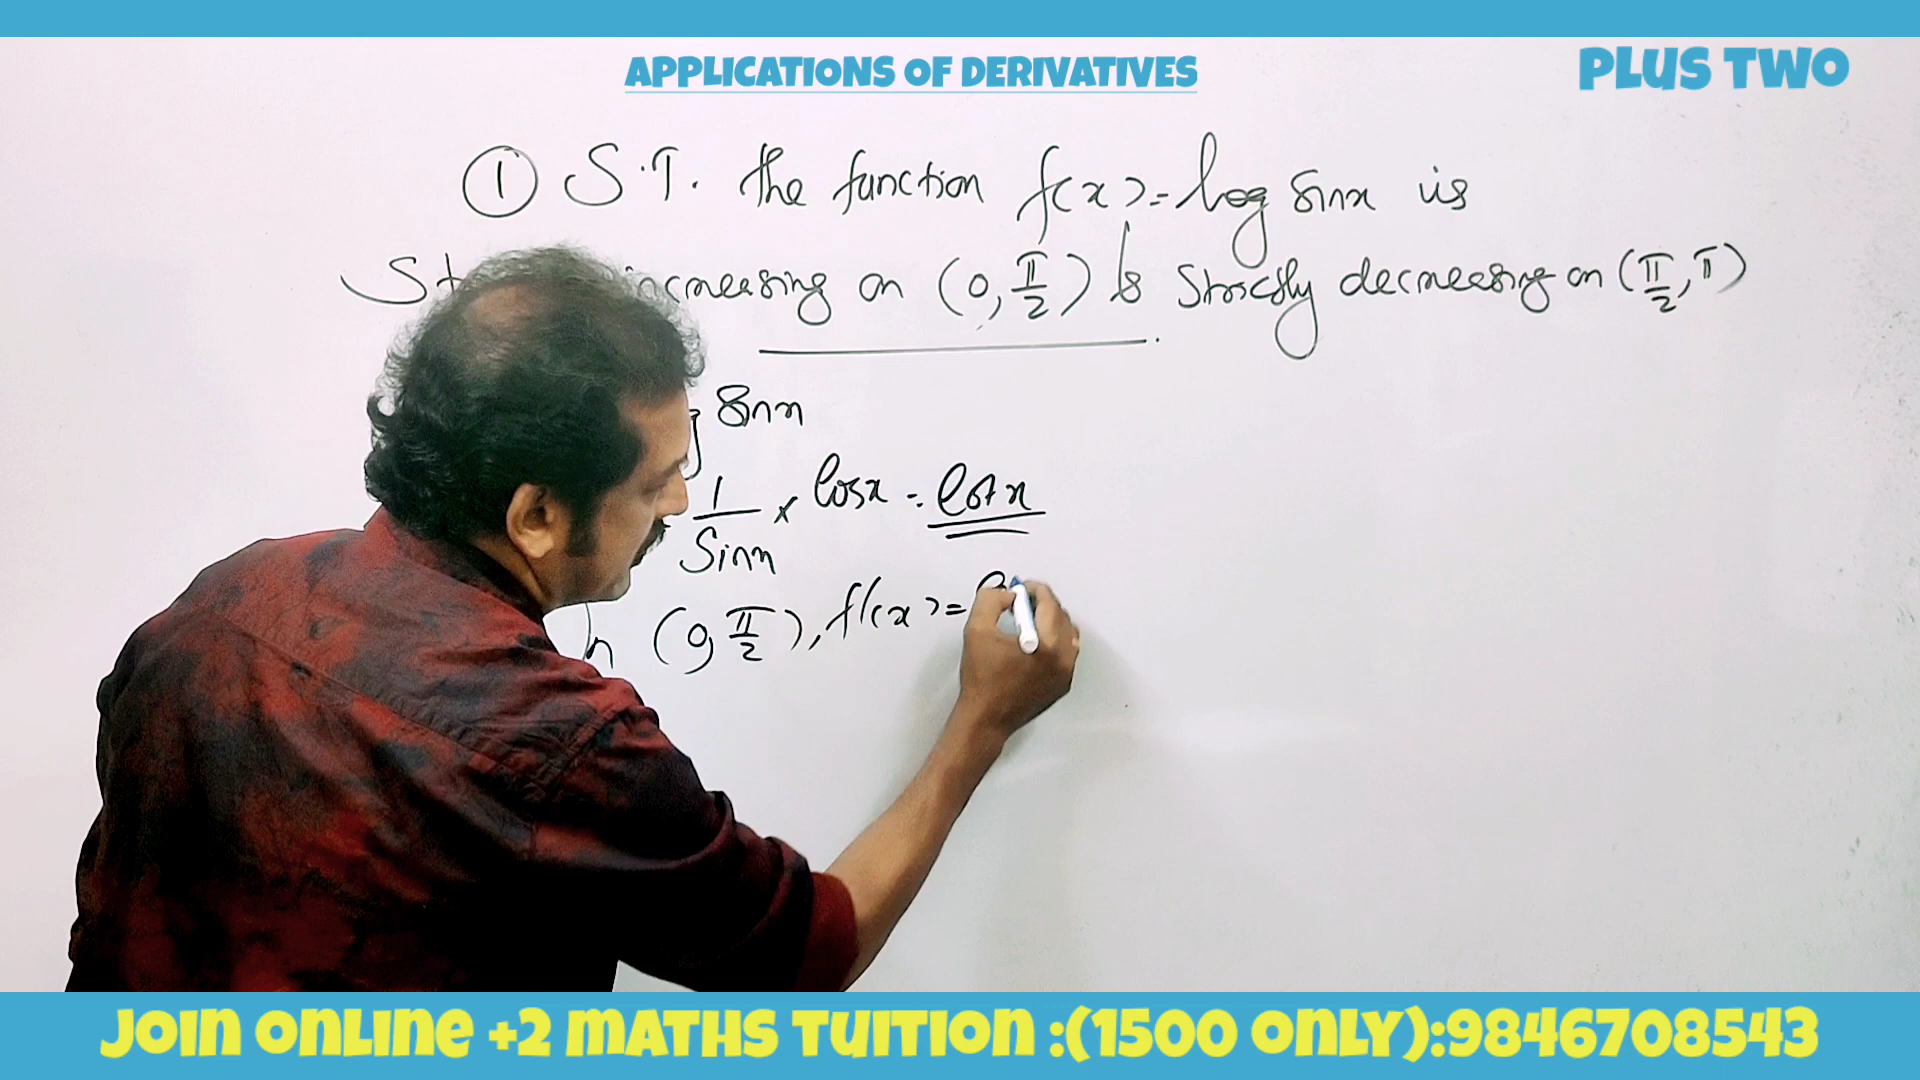 APPLICATIONS OF DERIVATIVES
PLUS TWO
① S.T. the function f(x)=log sinx is
increasing on (0, π/2) & strictly decreasing on (π/2, π)
sinx
1/sinx × cosx = cotx
In (0, π/2), f'(x)=
JOIN ONLINE +2 MATHS TUITION :(1500 ONLY):9846708543